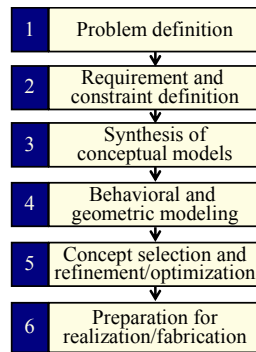 1 Problem definition
2 Requirement and
constraint definition
3 Synthesis of
conceptual models
4 Behavioral and
geometric modeling
5 Concept selection and
refinement/optimization
6 Preparation for
realization/fabrication